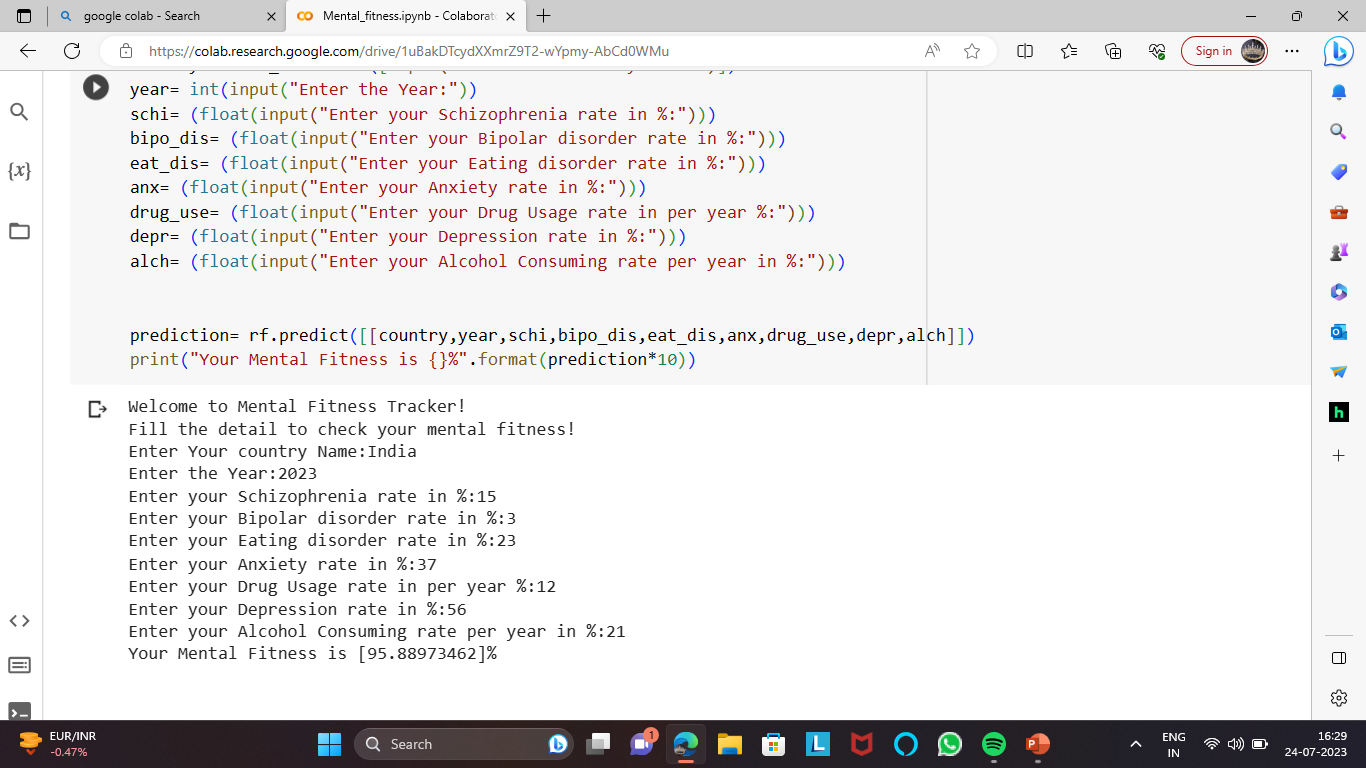 google colab - Search
Mental_fitness.ipynb - Colaborat
https://colab.research.google.com/drive/1uBakDTcydXXmrZ9T2-wYpmy-AbCd0WMu
Sign in
year= int(input("Enter the Year:"))
schi= (float(input("Enter your Schizophrenia rate in %:")))
bipo_dis= (float(input("Enter your Bipolar disorder rate in %:")))
eat_dis= (float(input("Enter your Eating disorder rate in %:")))
anx= (float(input("Enter your Anxiety rate in %:")))
drug_use= (float(input("Enter your Drug Usage rate in per year %:")))
depr= (float(input("Enter your Depression rate in %:")))
alch= (float(input("Enter your Alcohol Consuming rate per year in %:")))
prediction= rf.predict([[country,year,schi,bipo_dis,eat_dis,anx,drug_use,depr,alch]])
print("Your Mental Fitness is {}%".format(prediction*10))
Welcome to Mental Fitness Tracker!
Fill the detail to check your mental fitness!
Enter Your country Name:India
Enter the Year:2023
Enter your Schizophrenia rate in %:15
Enter your Bipolar disorder rate in %:3
Enter your Eating disorder rate in %:23
Enter your Anxiety rate in %:37
Enter your Drug Usage rate in per year %:12
Enter your Depression rate in %:56
Enter your Alcohol Consuming rate per year in %:21
Your Mental Fitness is [95.88973462]%
{x}
h
EUR/INR
-0.47%
Search
1
L
P
ENG
IN
16:29
24-07-2023